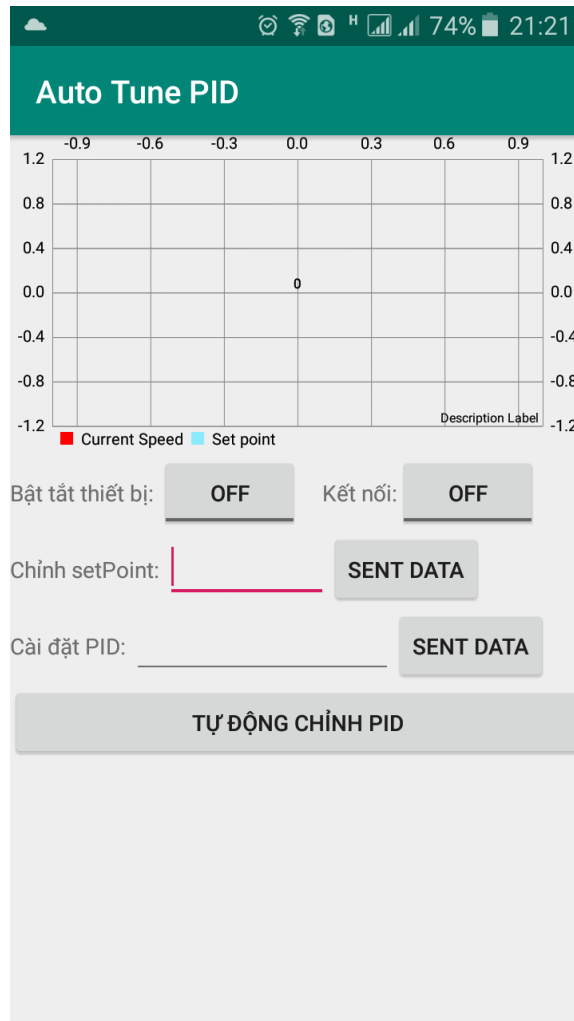 H 74% 21:21
Auto Tune PID
-0.9 -0.6 -0.3 0.0 0.3 0.6 0.9
1.2 1.2
0.8 0.8
0.4 0.4
0
0.0 0.0
-0.4 -0.4
-0.8 -0.8
Description Label
-1.2 -1.2
Current Speed Set point
Bật tắt thiết bị: OFF Kết nối: OFF
Chỉnh setPoint: SENT DATA
Cài đặt PID: SENT DATA
TỰ ĐỘNG CHỈNH PID